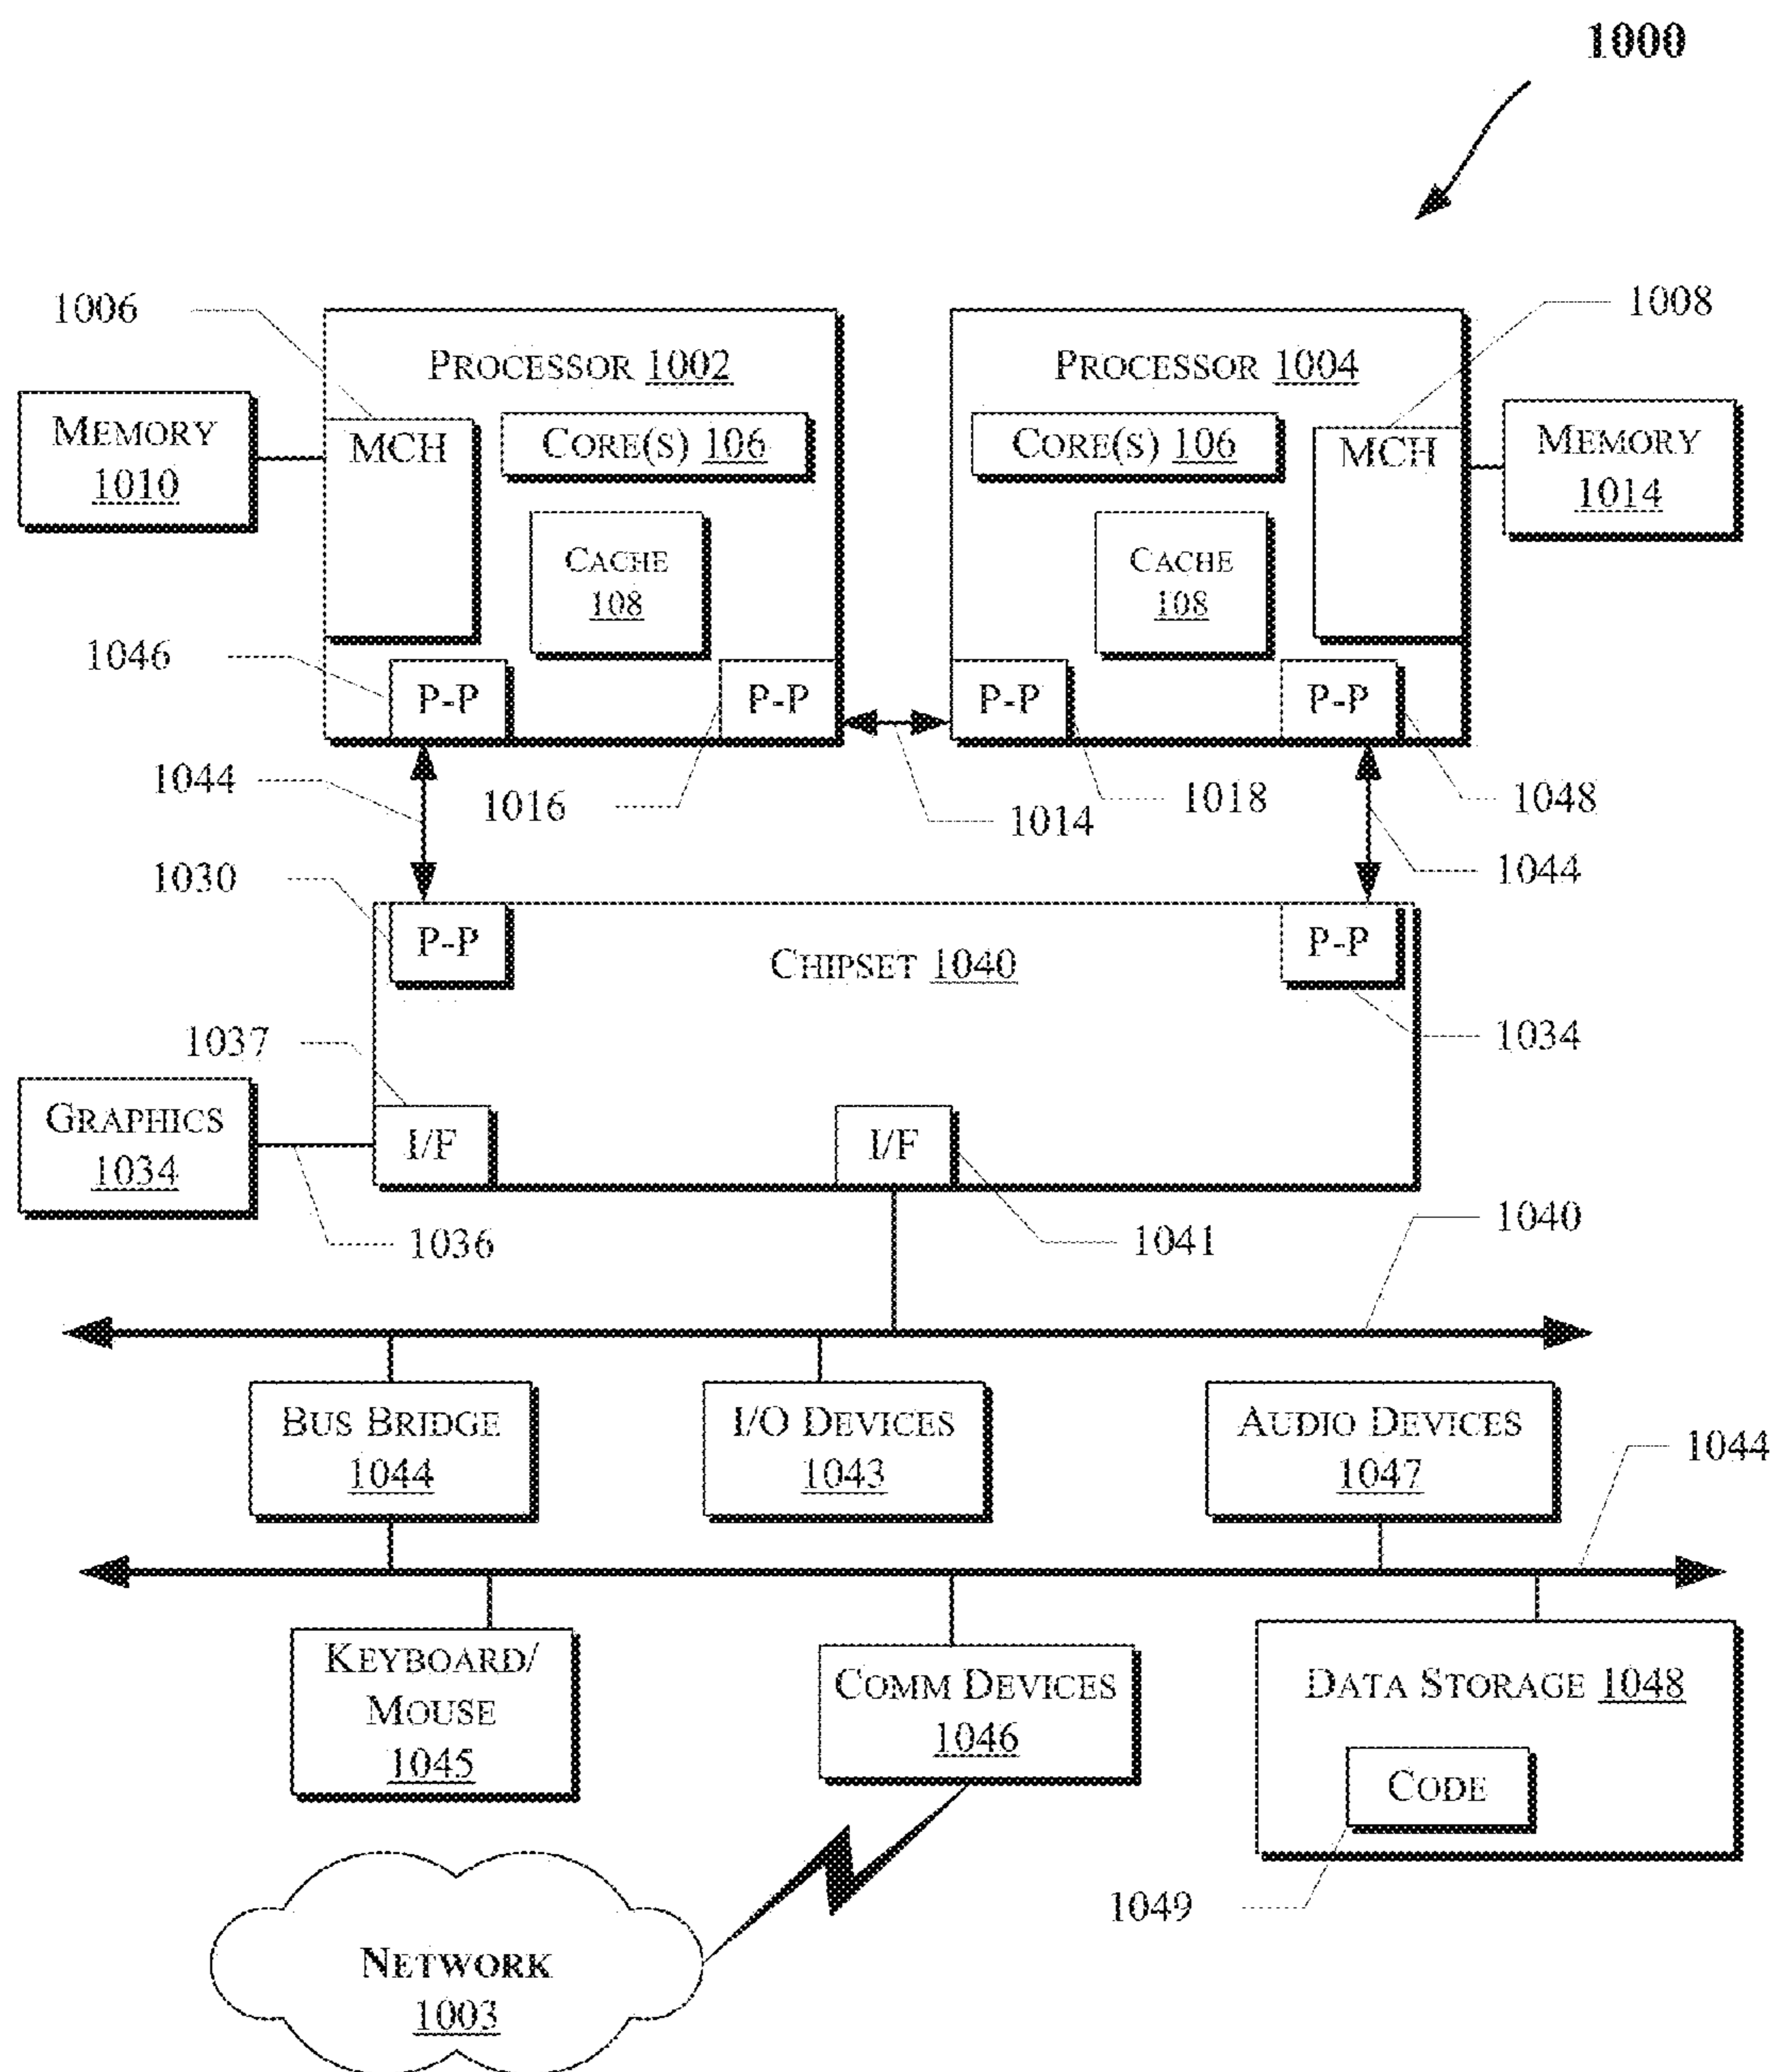 1000
1006
1008
PROCESSOR 1002
PROCESSOR 1004
MEMORY
1010
MCH
CORE(S) 106
CORE(S) 106
MCH
MEMORY
1014
CACHE
108
CACHE
108
1046
P-P
P-P
P-P
P-P
1044
1016
1014
1018
1048
1030
1044
P-P
CHIPSET 1040
P-P
1037
1034
GRAPHICS
1034
I/F
I/F
1036
1041
1040
BUS BRIDGE
1044
I/O DEVICES
1043
AUDIO DEVICES
1047
1044
KEYBOARD/
MOUSE
1045
COMM DEVICES
1046
DATA STORAGE 1048
CODE
1049
NETWORK
1003